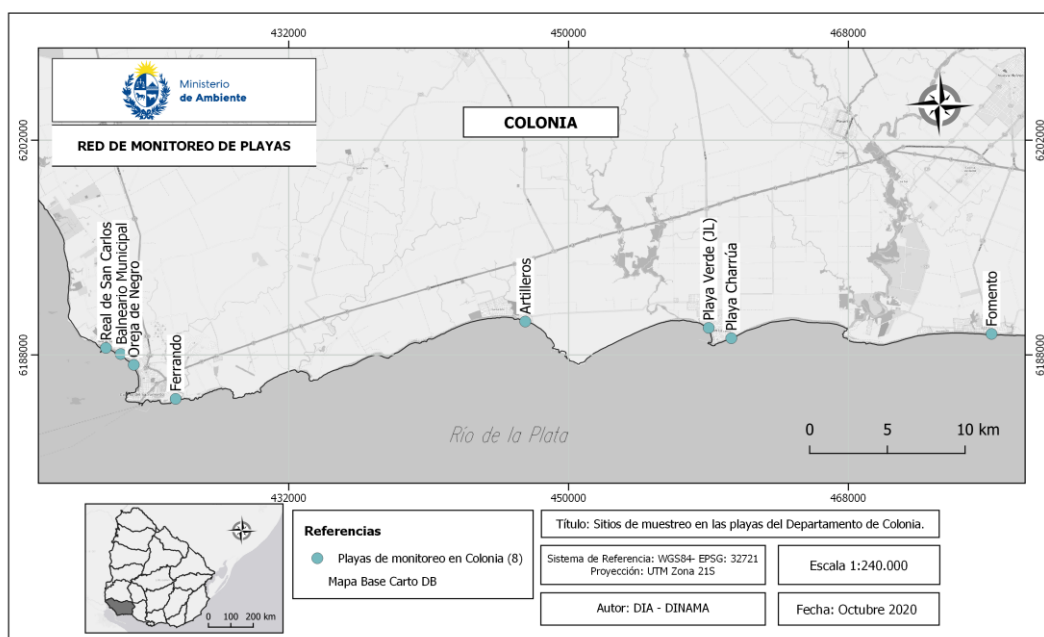 432000
450000
468000
Ministerio
de Ambiente
RED DE MONITOREO DE PLAYAS
COLONIA
6202000
6202000
Real de San Carlos
Balneario Municipal
Oreja de Negro
Ferrando
Artilleros
Playa Verde (JL)
Playa Charrúa
Fomento
6188000
6188000
Río de la Plata
0 5 10 km
432000
450000
468000
Referencias
Playas de monitoreo en Colonia (8)
Mapa Base Carto DB
0 100 200 km
Título: Sitios de muestreo en las playas del Departamento de Colonia.
Sistema de Referencia: WGS84- EPSG: 32721
Proyección: UTM Zona 21S
Escala 1:240.000
Autor: DIA - DINAMA
Fecha: Octubre 2020